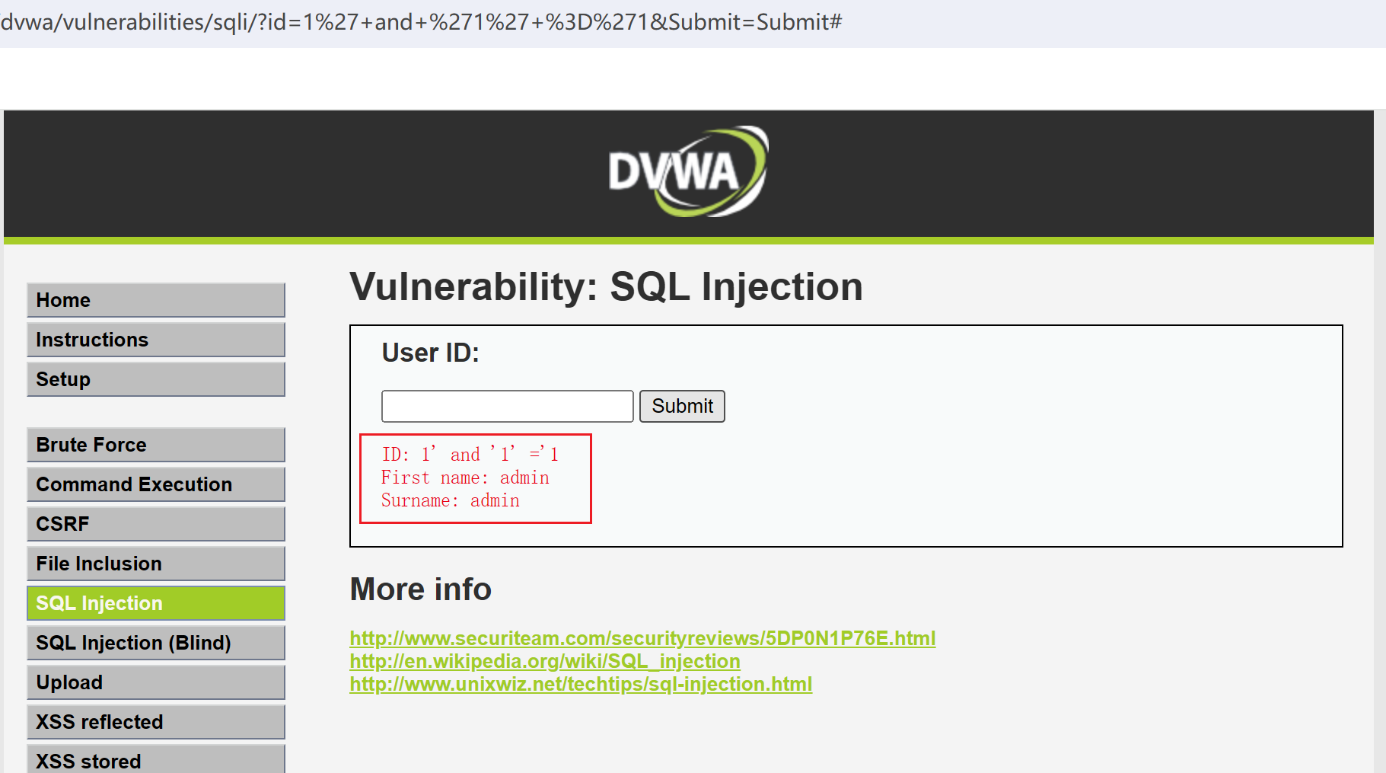 dvwa/vulnerabilities/sqli/?id=1%27+and+%271%27+%3D%271&Submit=Submit#
DVWA
Vulnerability: SQL Injection
Home
Instructions
Setup
Brute Force
Command Execution
CSRF
File Inclusion
SQL Injection
SQL Injection (Blind)
Upload
XSS reflected
XSS stored
User ID:
Submit
ID: 1' and '1' ='1
First name: admin
Surname: admin
More info
http://www.securiteam.com/securityreviews/5DP0N1P76E.html
http://en.wikipedia.org/wiki/SQL_injection
http://www.unixwiz.net/techtips/sql-injection.html